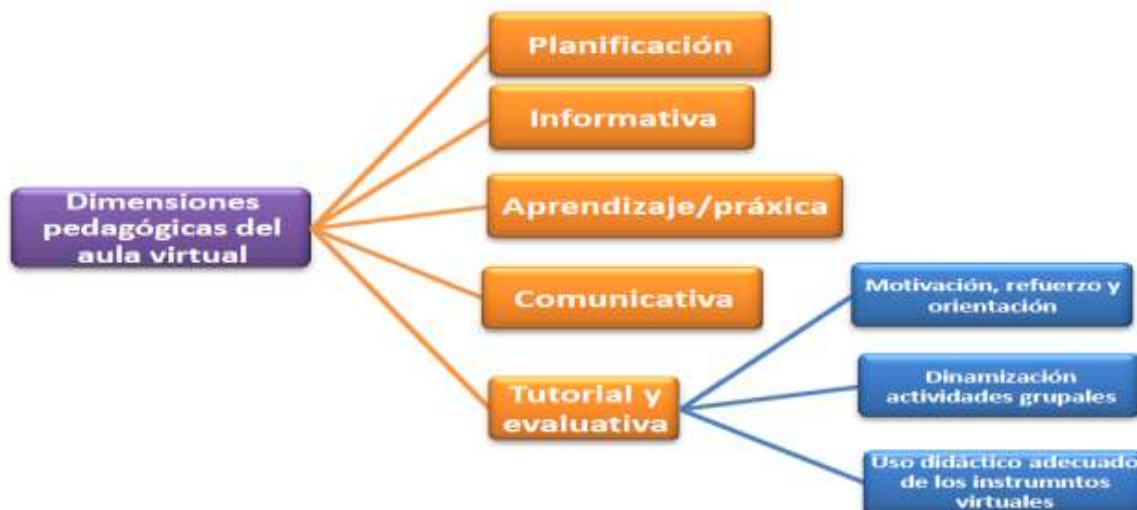 Planificación
Informativa
Dimensiones
pedagógicas del
aula virtual
Aprendizaje/práxica
Comunicativa
Tutorial y
evaluativa
Motivación, refuerzo y
orientación
Dinamización
actividades grupales
Uso didáctico adecuado
de los instrumntos
virtuales